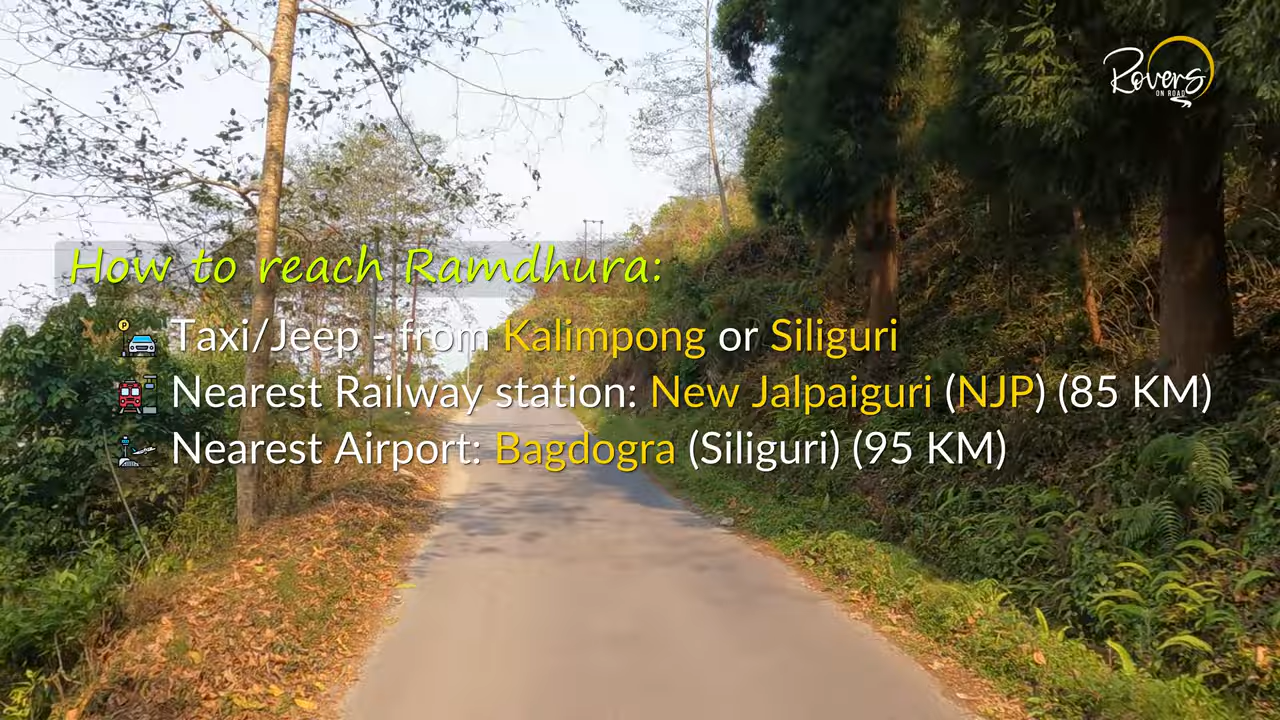 Rovers
ON ROAD
How to reach Ramdhura:
P
Taxi/Jeep - from Kalimpong or Siliguri
Nearest Railway station: New Jalpaiguri (NJP) (85 KM)
Nearest Airport: Bagdogra (Siliguri) (95 KM)